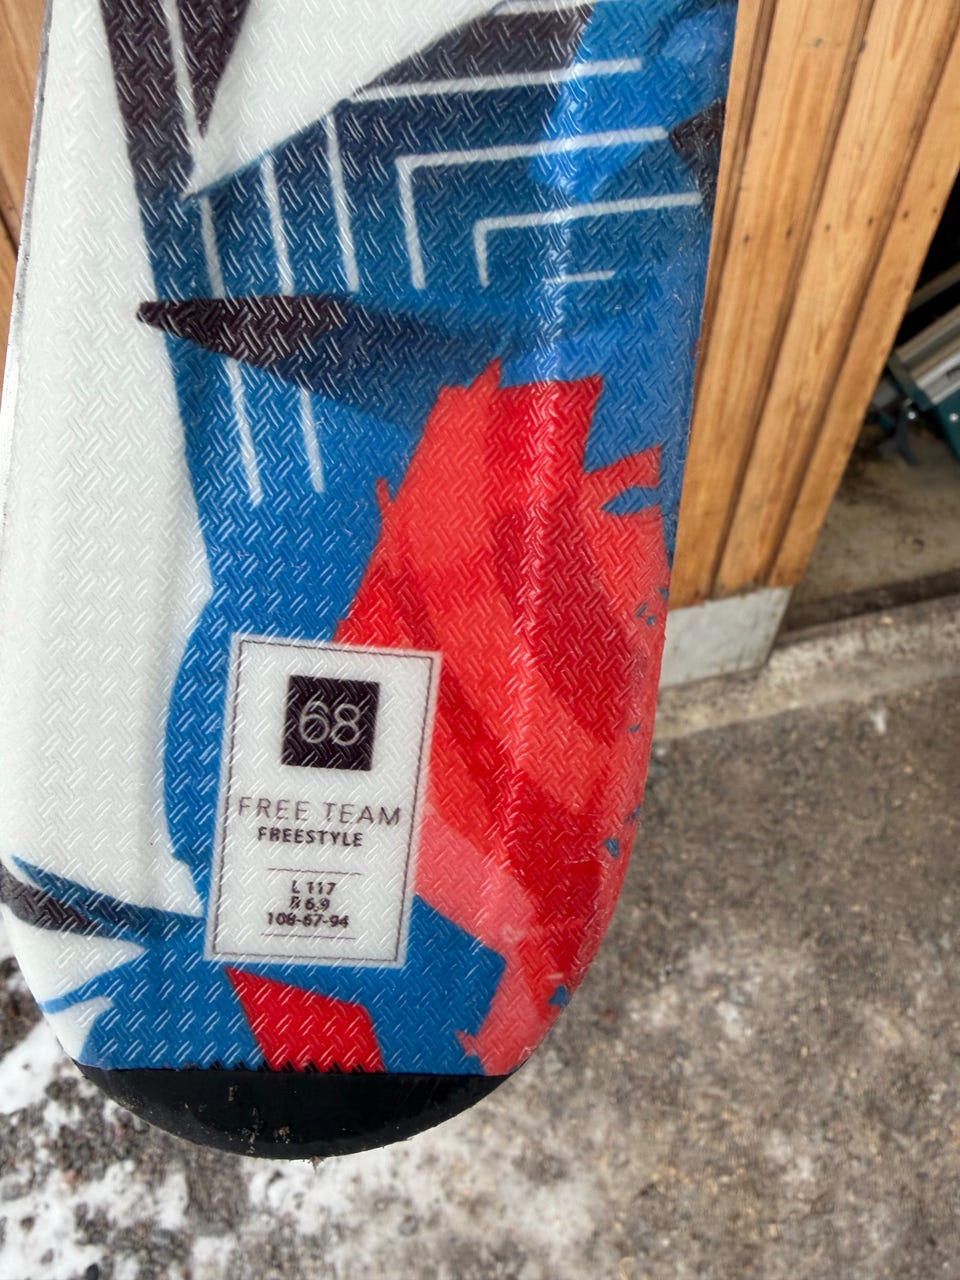 68
FREE TEAM
FREESTYLE
L 117
R 6,9
108-67-94